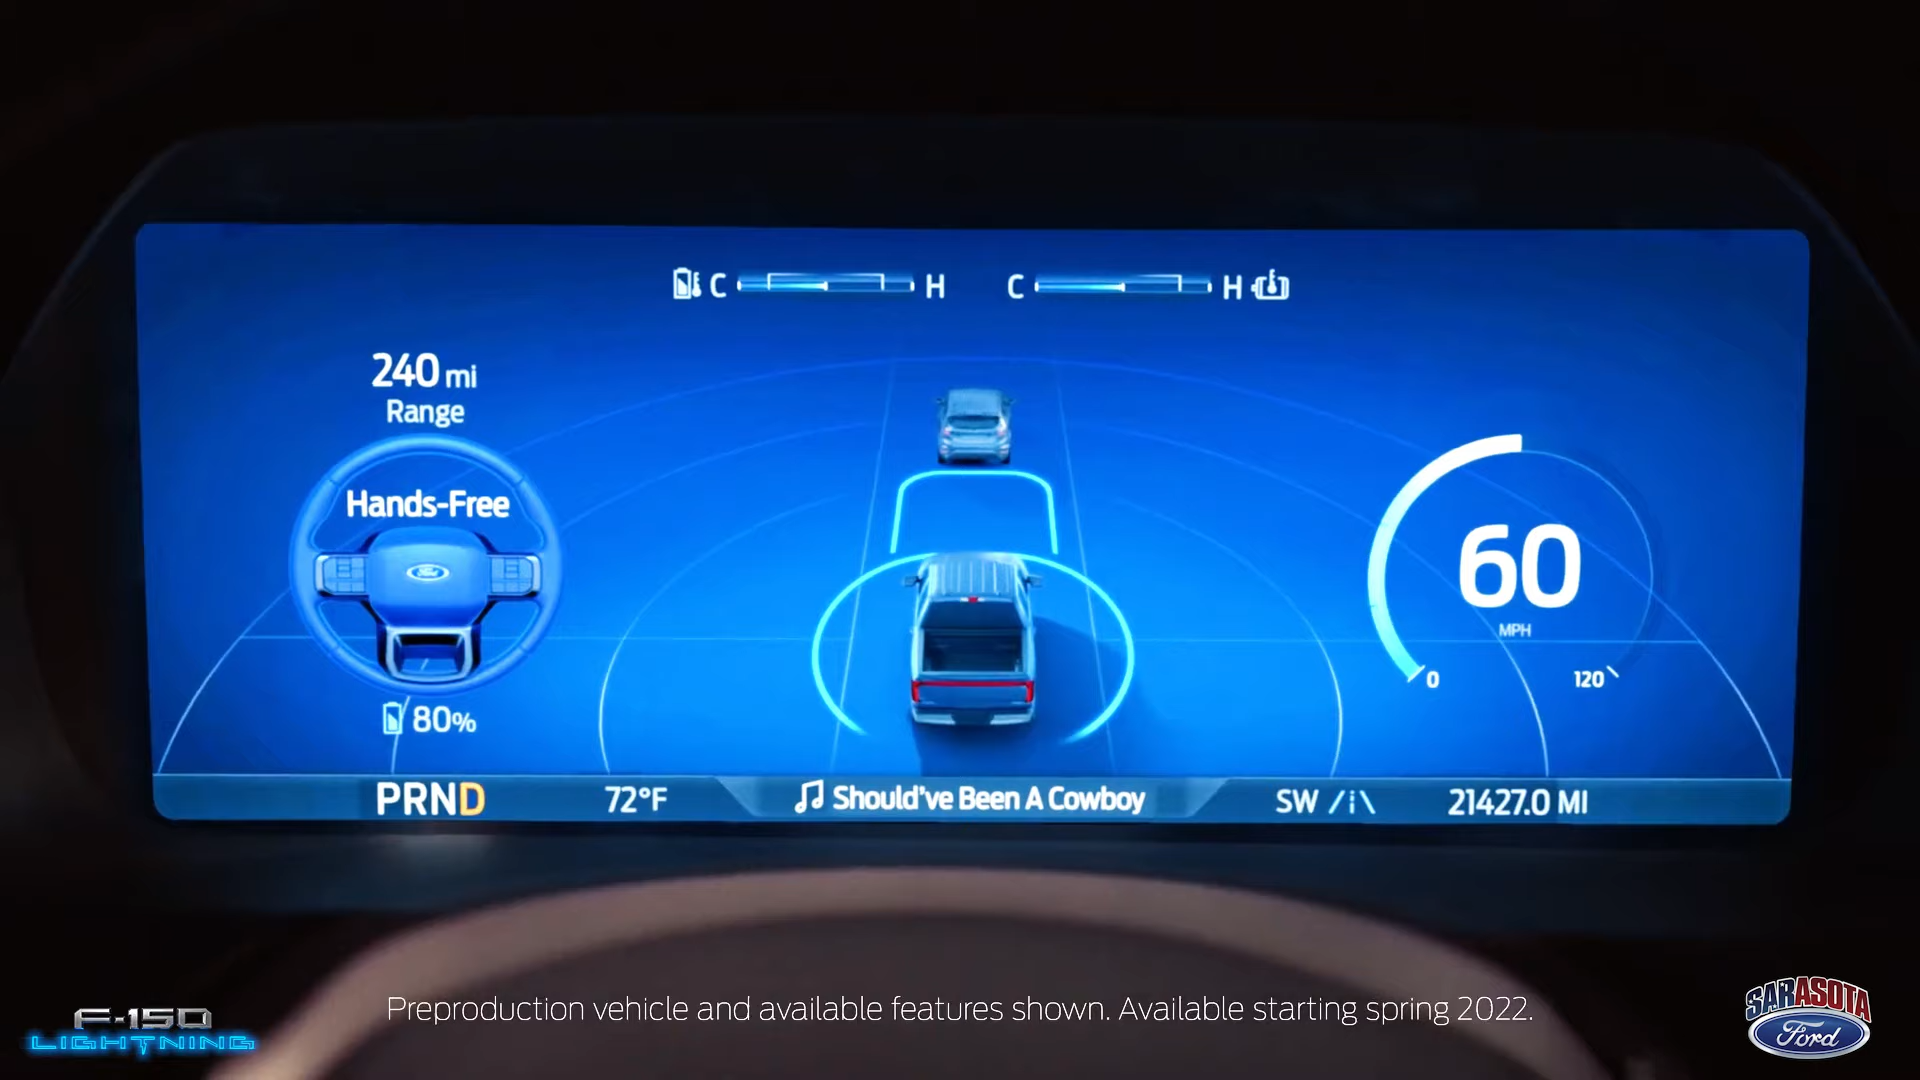 C H
C H
240 mi
Range
Hands-Free
Ford
80%
60
MPH
0 120
PRND
72°F
Should've Been A Cowboy
SW
21427.0 MI
Preproduction vehicle and available features shown. Available starting spring 2022.
F-150
LIGHTNING
SARASOTA
Ford